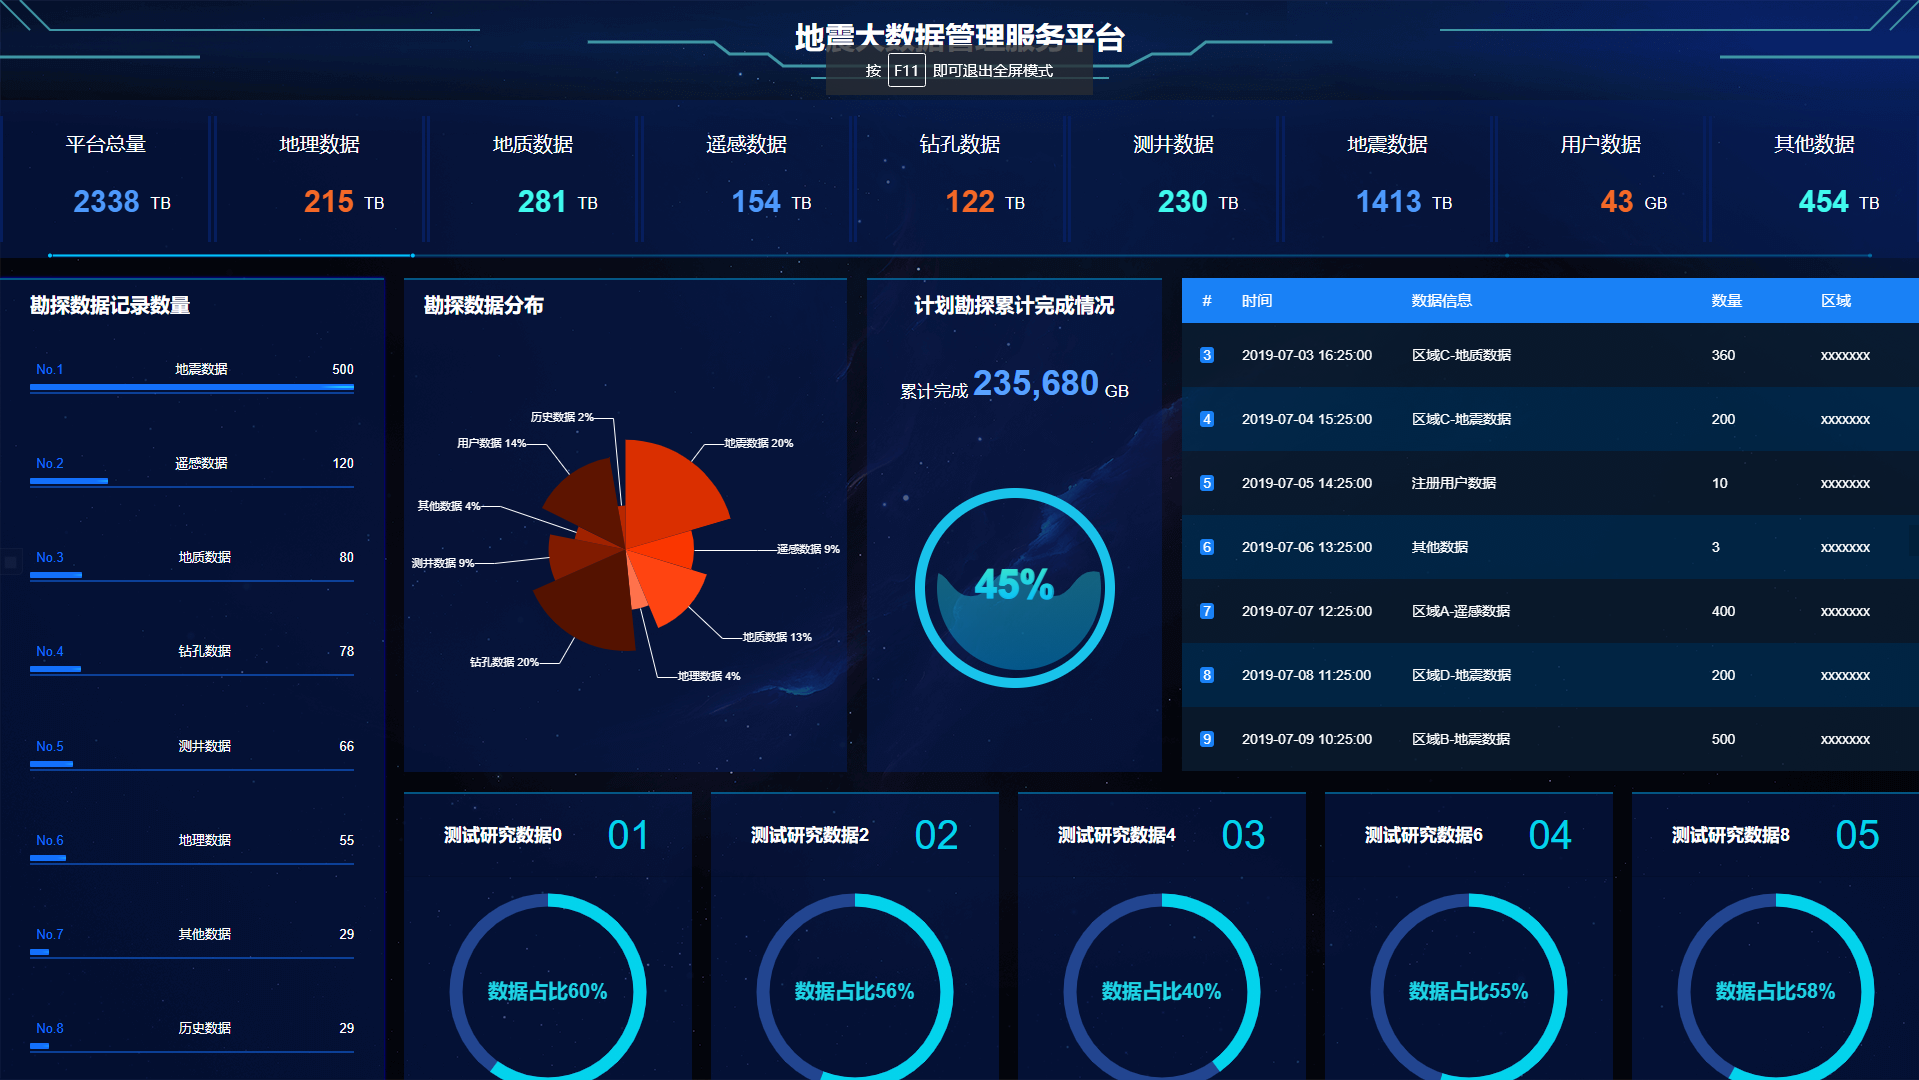 地震大数据管理服务平台
按 F11 即可退出全屏模式
平台总量 地理数据 地质数据 遥感数据 钻孔数据 测井数据 地震数据 用户数据 其他数据
2338 TB 215 TB 281 TB 154 TB 122 TB 230 TB 1413 TB 43 GB 454 TB
勘探数据记录数量
No.1 地震数据 500
No.2 遥感数据 120
No.3 地质数据 80
No.4 钻孔数据 78
No.5 测井数据 66
No.6 地理数据 55
No.7 其他数据 29
No.8 历史数据 29
勘探数据分布
历史数据 2%
用户数据 14%
地震数据 20%
其他数据 4%
遥感数据 9%
测井数据 9%
地质数据 13%
钻孔数据 20%
地理数据 4%
计划勘探累计完成情况
累计完成 235,680 GB
45%
# 时间 数据信息 数量 区域
3 2019-07-03 16:25:00 区域C-地质数据 360 xxxxxxx
4 2019-07-04 15:25:00 区域C-地震数据 200 xxxxxxx
5 2019-07-05 14:25:00 注册用户数据 10 xxxxxxx
6 2019-07-06 13:25:00 其他数据 3 xxxxxxx
7 2019-07-07 12:25:00 区域A-遥感数据 400 xxxxxxx
8 2019-07-08 11:25:00 区域D-地震数据 200 xxxxxxx
9 2019-07-09 10:25:00 区域B-地震数据 500 xxxxxxx
测试研究数据0 01
数据占比60%
测试研究数据2 02
数据占比56%
测试研究数据4 03
数据占比40%
测试研究数据6 04
数据占比55%
测试研究数据8 05
数据占比58%